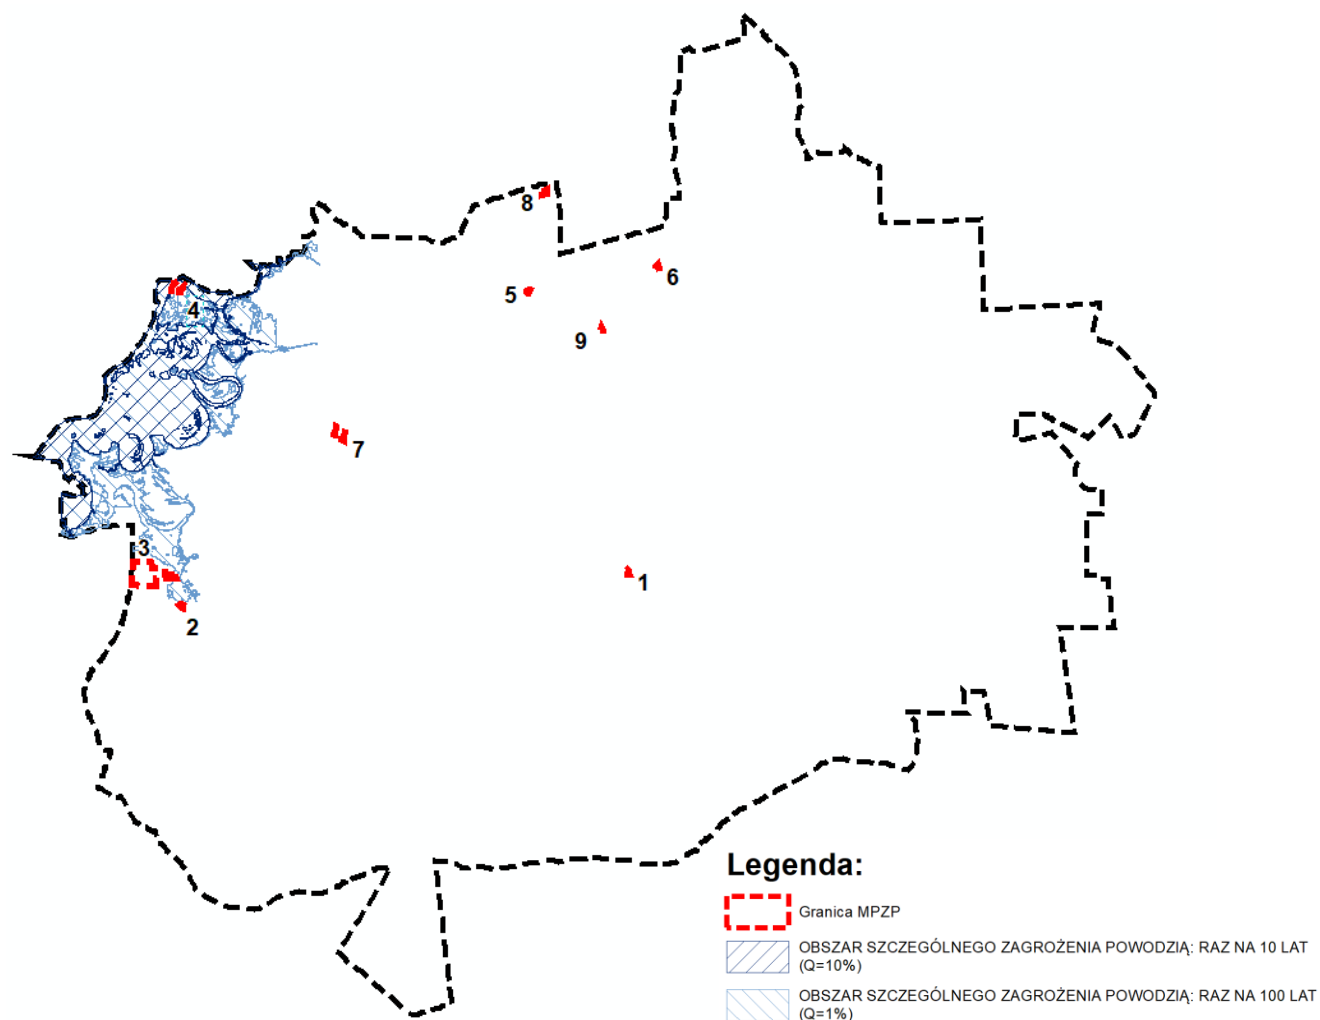 8
6
5
4
9
7
3
1
2
Legenda:
Granica MPZP
OBSZAR SZCZEGÓLNEGO ZAGROŻENIA POWODZIĄ: RAZ NA 10 LAT
(Q=10%)
OBSZAR SZCZEGÓLNEGO ZAGROŻENIA POWODZIĄ: RAZ NA 100 LAT
(Q=1%)